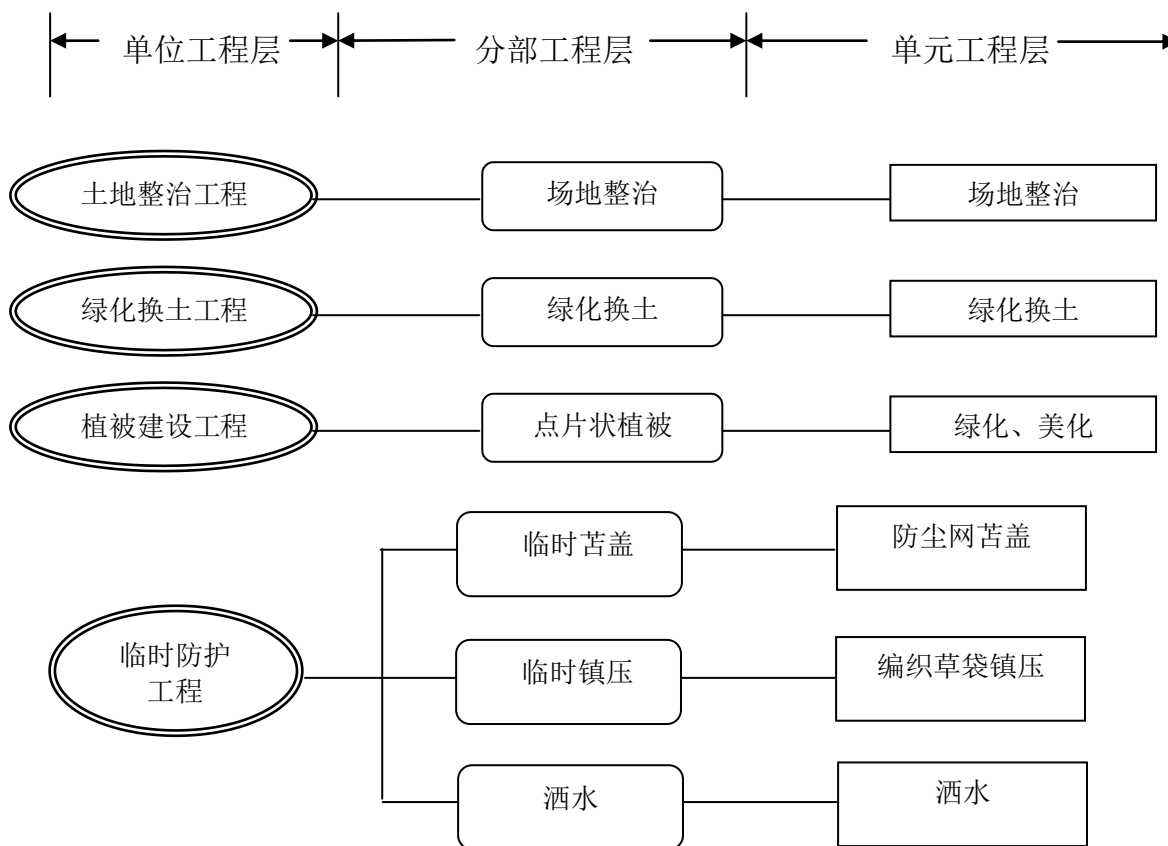 单位工程层
分部工程层
单元工程层
土地整治工程
场地整治
场地整治
绿化换土工程
绿化换土
绿化换土
植被建设工程
点片状植被
绿化、美化
临时防护
工程
临时苫盖
防尘网苫盖
临时镇压
编织草袋镇压
洒水
洒水